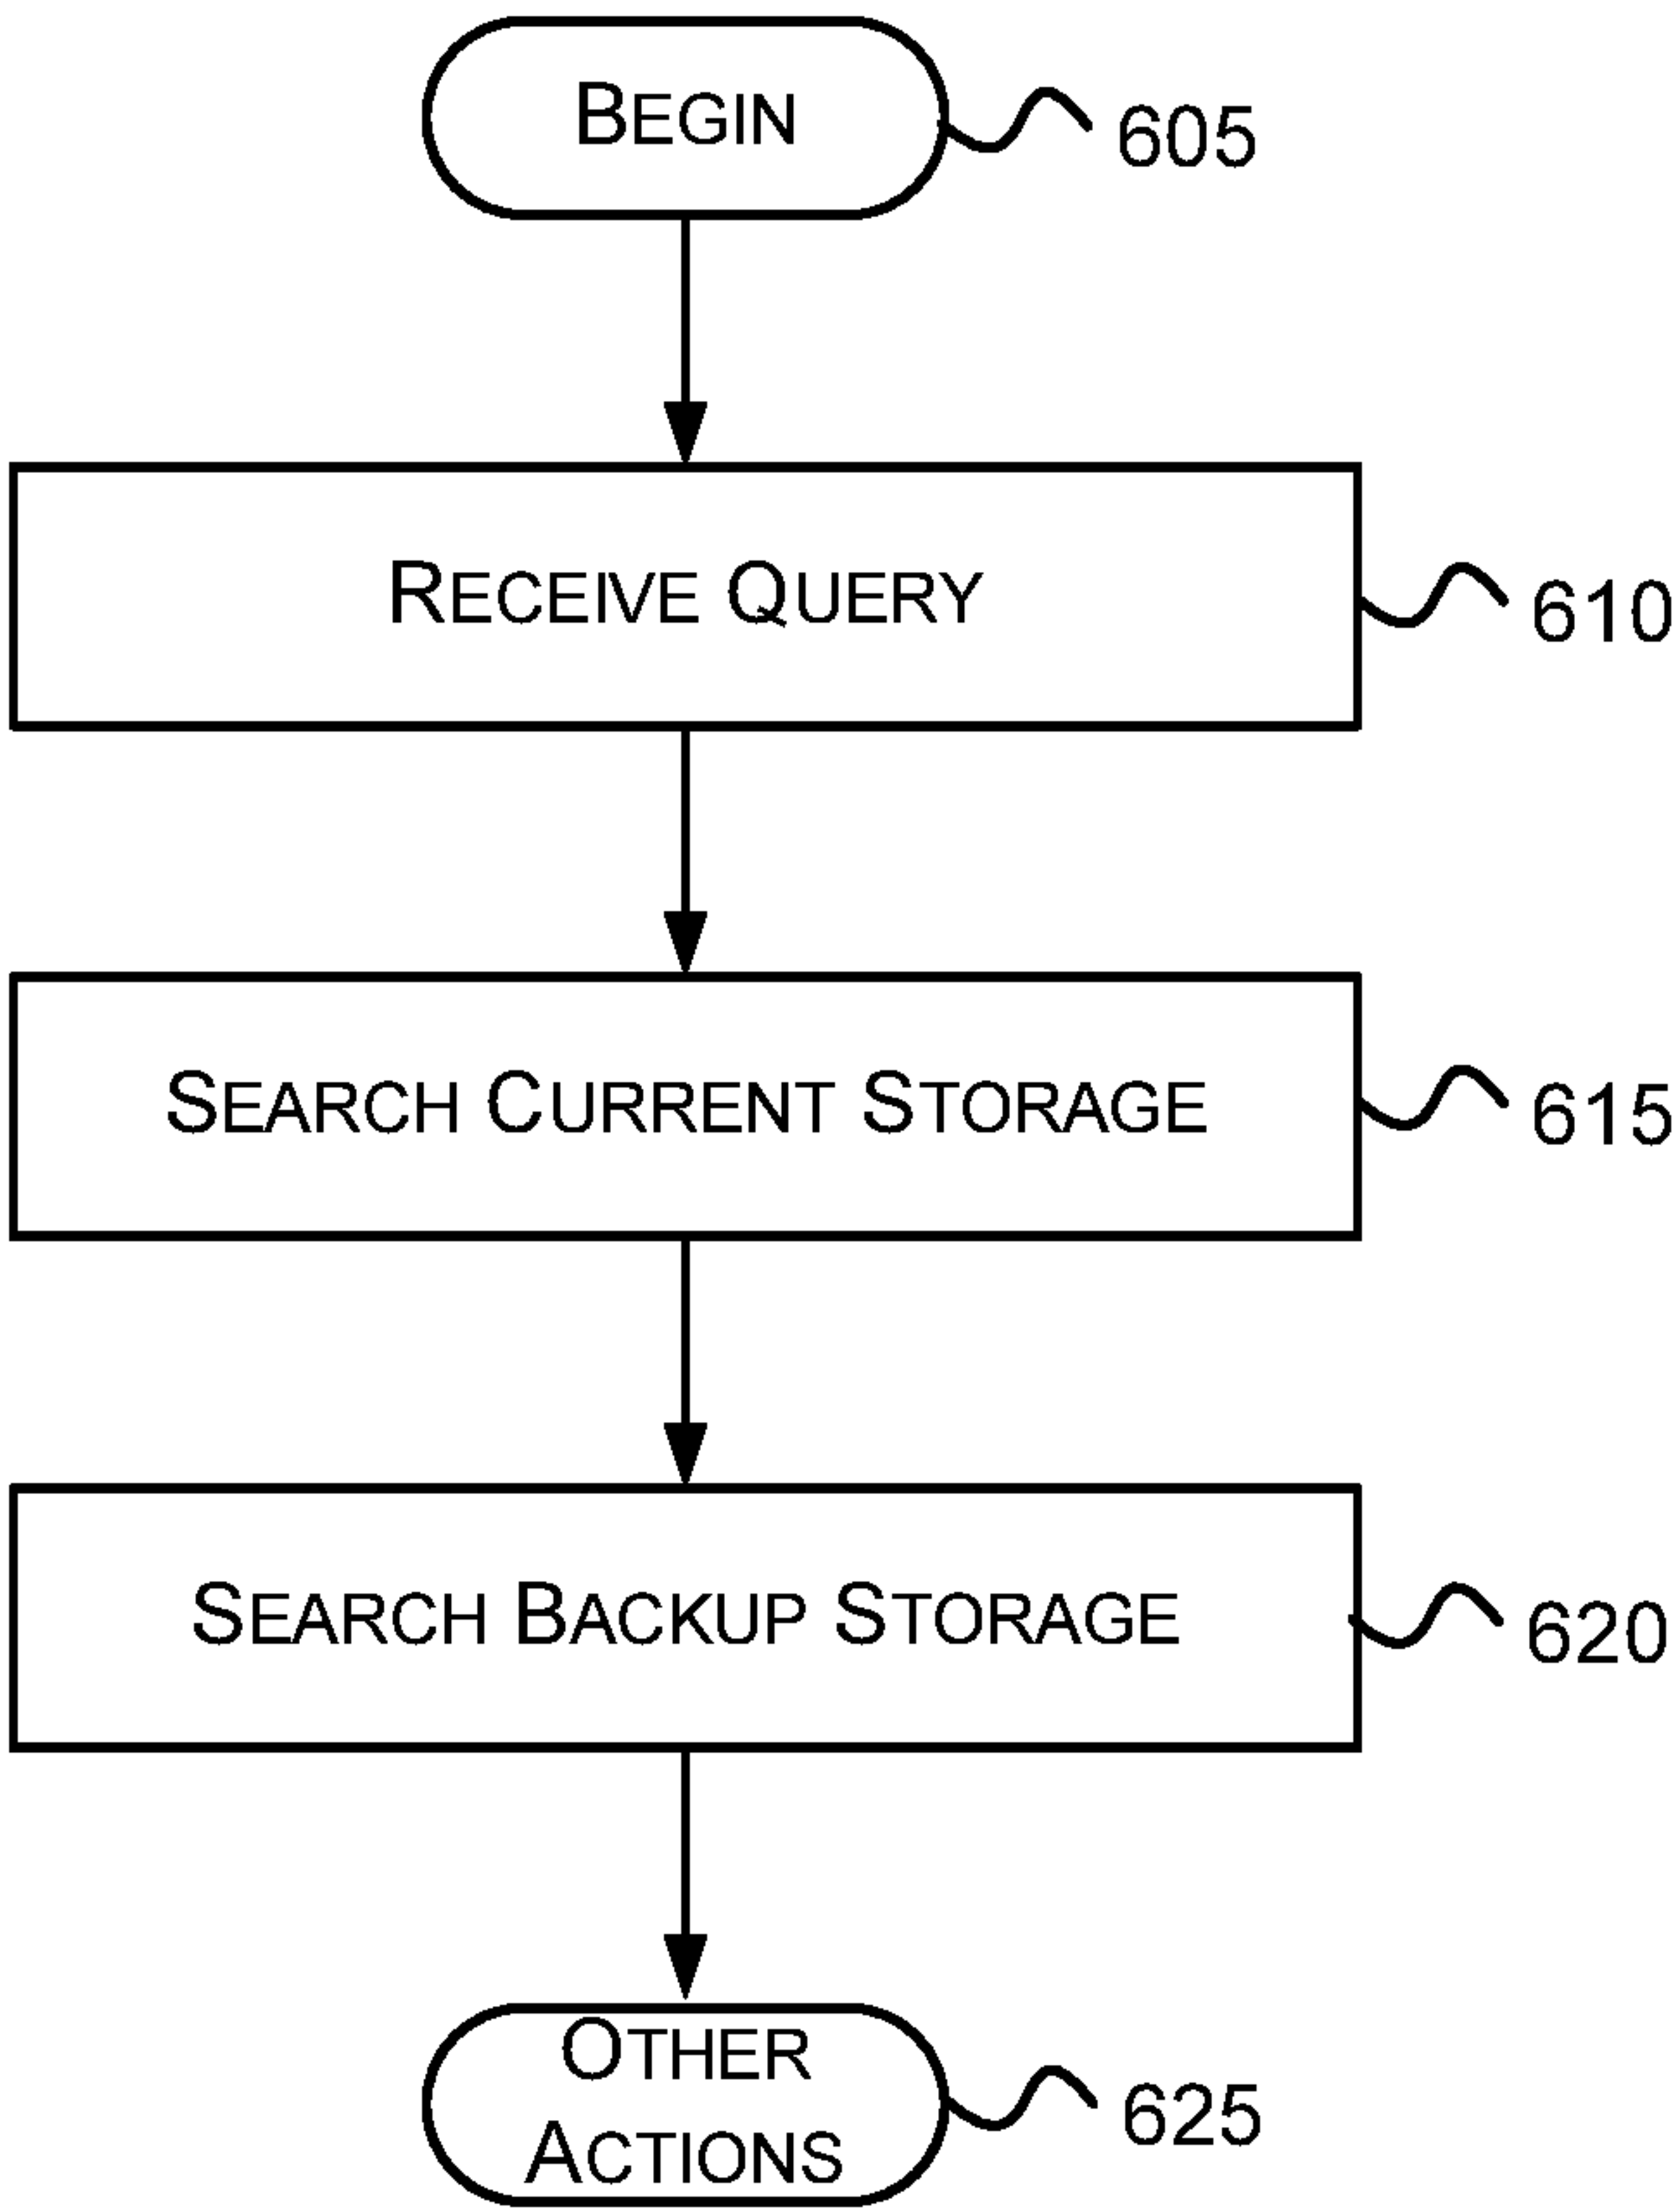 BEGIN
605
RECEIVE QUERY
610
SEARCH CURRENT STORAGE
615
SEARCH BACKUP STORAGE
620
OTHER
ACTIONS
625